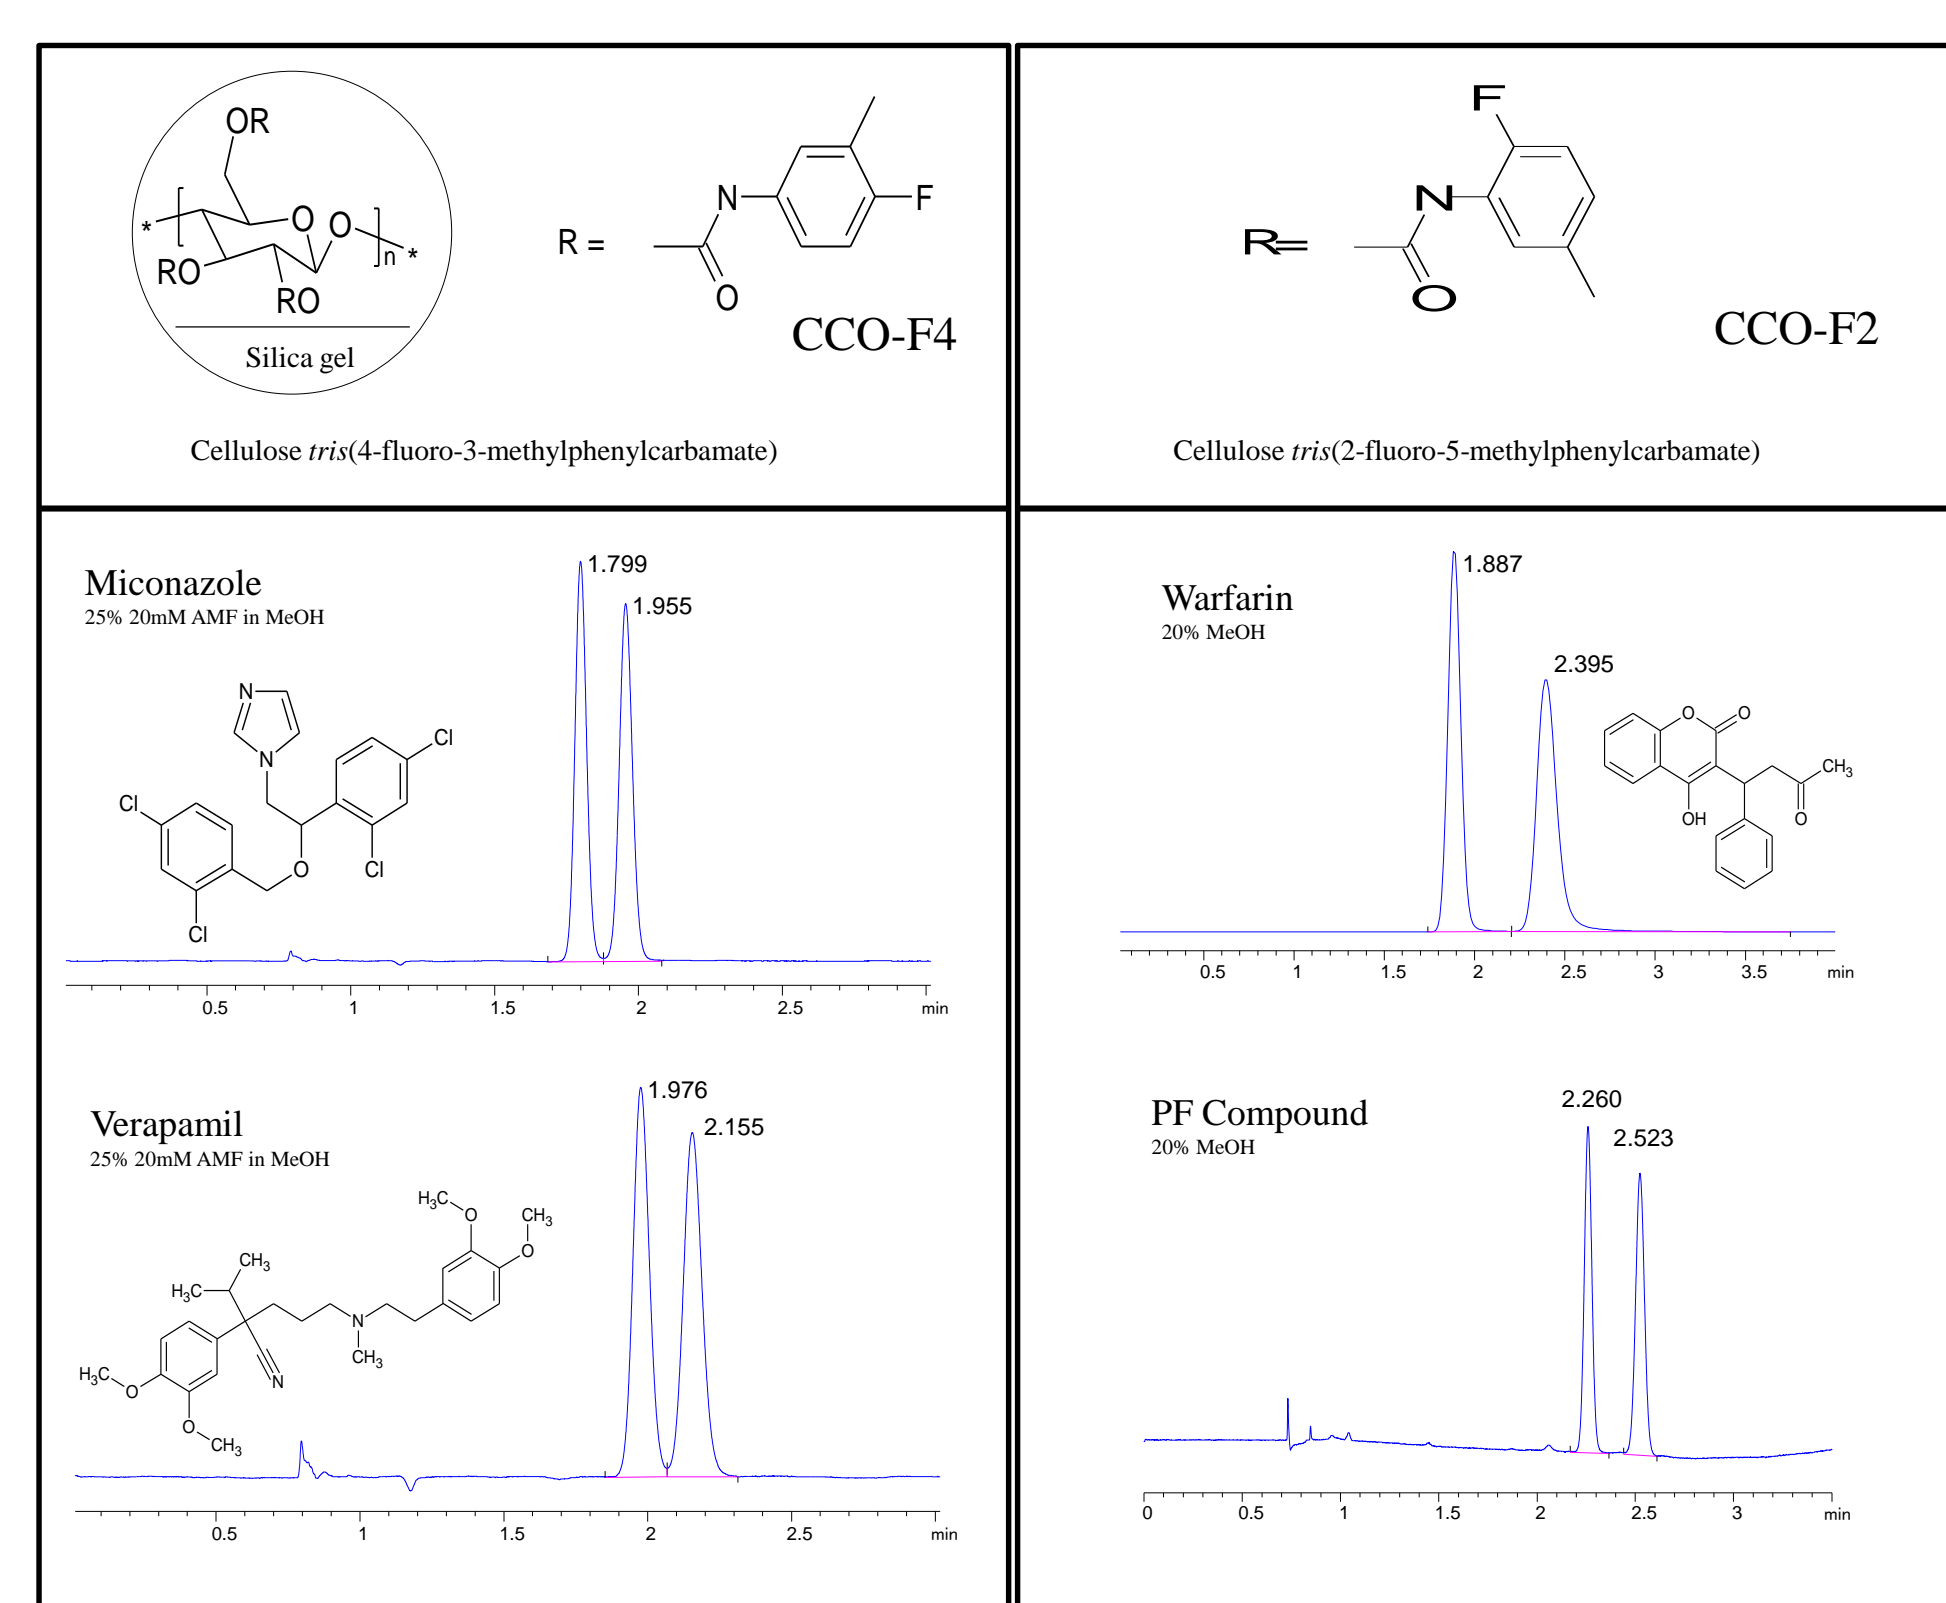 OR
O
O
*
n
*
RO
RO
Silica gel
R =
N
O
F
CCO-F4
Cellulose tris(4-fluoro-3-methylphenylcarbamate)
F
N
R=
O
CCO-F2
Cellulose tris(2-fluoro-5-methylphenylcarbamate)
Miconazole
25% 20mM AMF in MeOH
1.799
1.955
N
N
Cl
Cl
Cl
O
Cl
0.5 1 1.5 2 2.5 min
Verapamil
25% 20mM AMF in MeOH
1.976
2.155
H3C
O
CH3
O
CH3
H3C
N
CH3
N
H3C
O
O
CH3
0.5 1 1.5 2 2.5 min
Warfarin
20% MeOH
1.887
2.395
O
O
CH3
OH
O
0.5 1 1.5 2 2.5 3 3.5 min
PF Compound
20% MeOH
2.260
2.523
0 0.5 1 1.5 2 2.5 3 min